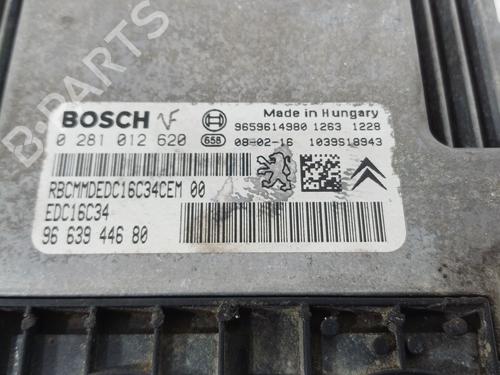 B-PARTS
BOSCH VF
Made in Hungary
0 281 012 620
658
9659614980 1263 1228
08-02-16 1039S18943
RBCMMDEDC16C34CEM 00
EDC16C34
96 639 446 80